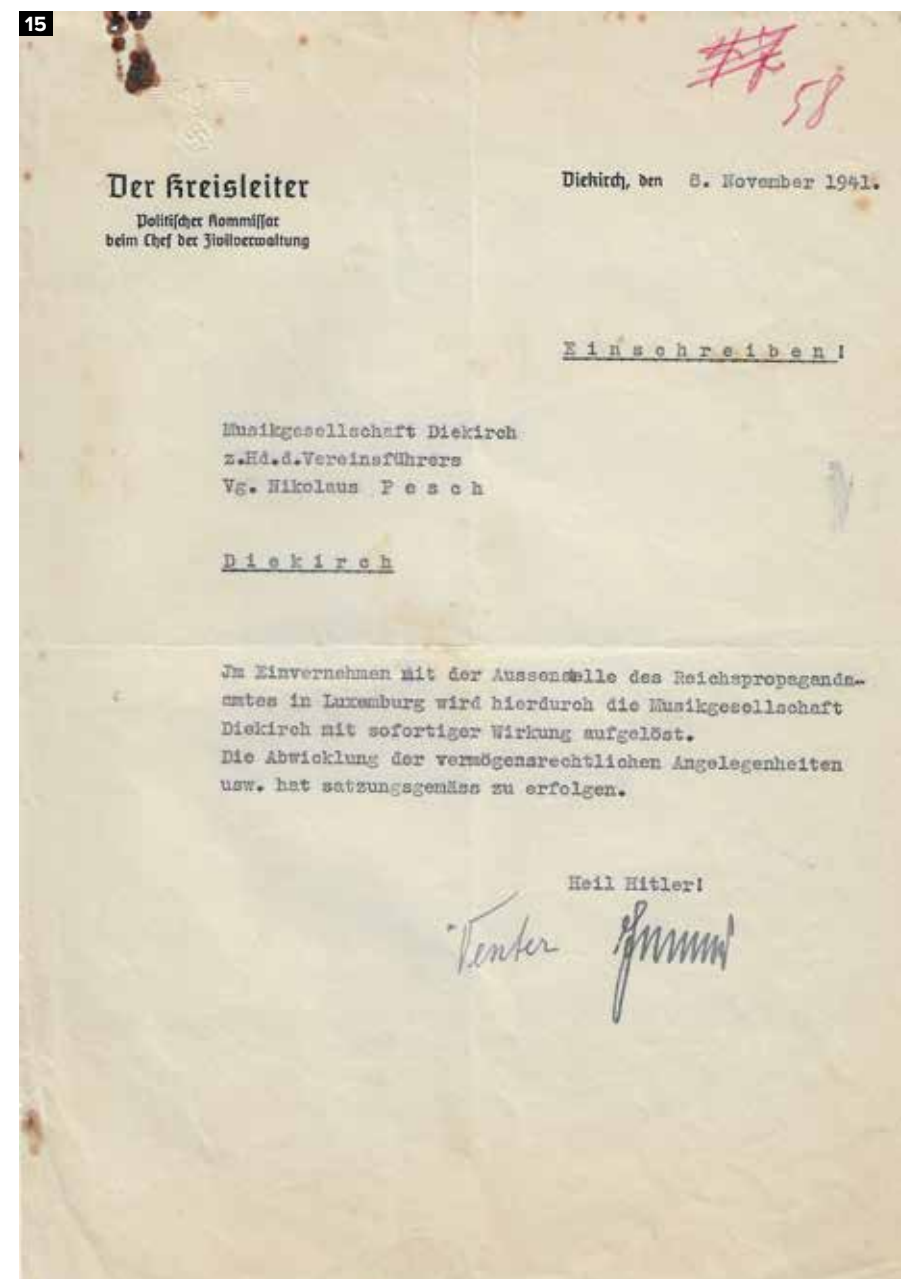 15
58
Der Kreisleiter
Politischer Kommissar
beim Chef der Zivilverwaltung
Diekirch, den 8. November 1941.
Einschreiben!
Musikgesellschaft Diekirch
z.Hd.d.Vereinsführers
Vg. Nikolaus Pesch
Diekirch
Jm Einvernehmen mit der Aussenstelle des Reichspropaganda-
amtes in Luxemburg wird hierdurch die Musikgesellschaft
Diekirch mit sofortiger Wirkung aufgelöst.
Die Abwicklung der vermögensrechtlichen Angelegenheiten
usw. hat satzungsgemäss zu erfolgen.
Heil Hitler!
Venter